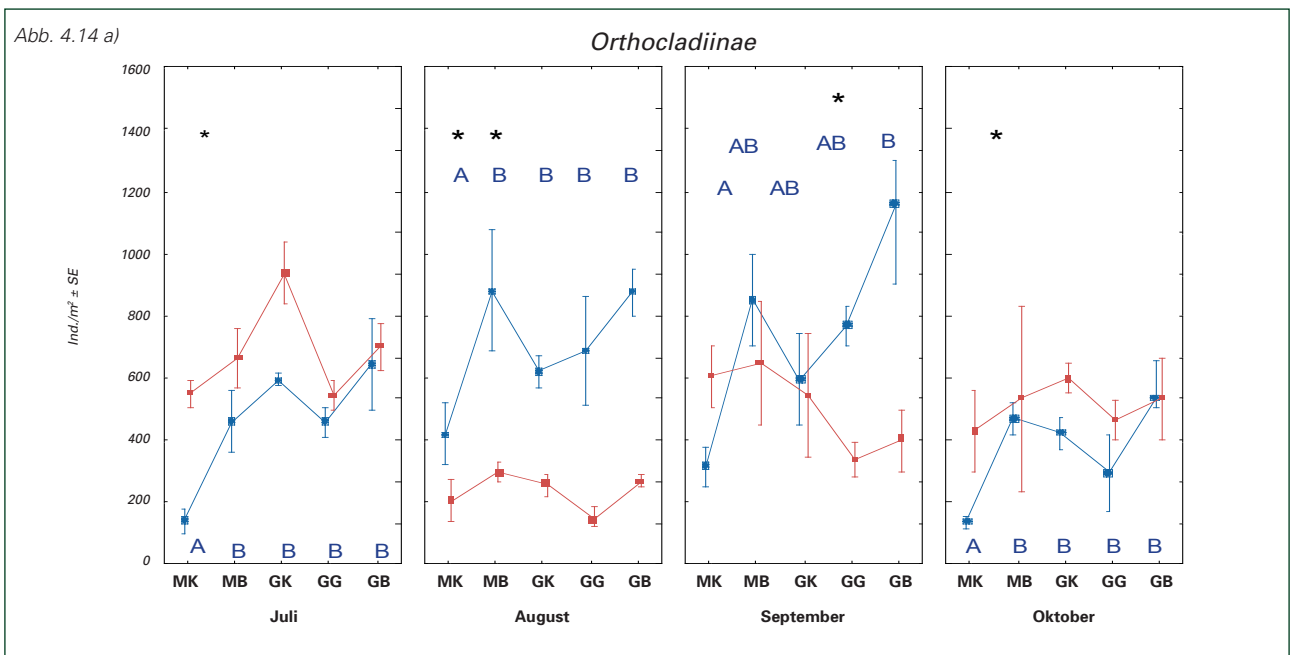 Abb. 4.14 a)
Orthocladiinae
Ind./m² ± SE
1600
1400
1200
1000
800
600
400
200
0
*
A B B B B
MK MB GK GG GB
Juli
* *
A B B B B
MK MB GK GG GB
August
*
AB AB B
A AB
MK MB GK GG GB
September
*
A B B B B
MK MB GK GG GB
Oktober